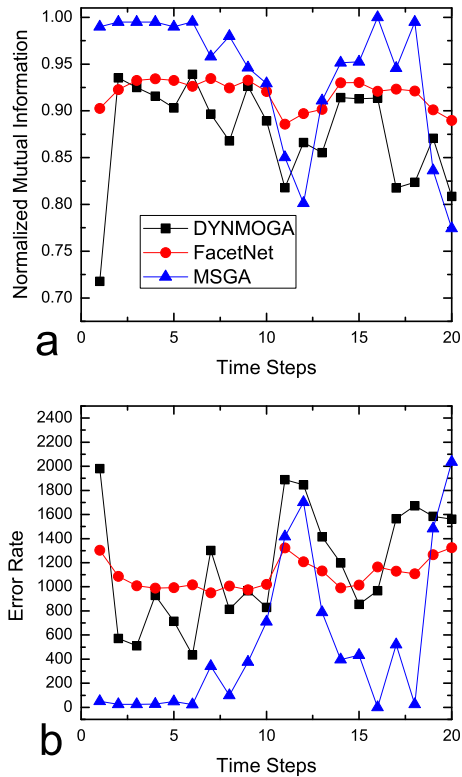 1.00
0.95
0.90
0.85
0.80
0.75
0.70
Normalized Mutual Information
DYNMOGA
FacetNet
MSGA
0 5 10 15 20
Time Steps
a
2400
2200
2000
1800
1600
1400
1200
1000
800
600
400
200
0
Error Rate
0 5 10 15 20
Time Steps
b